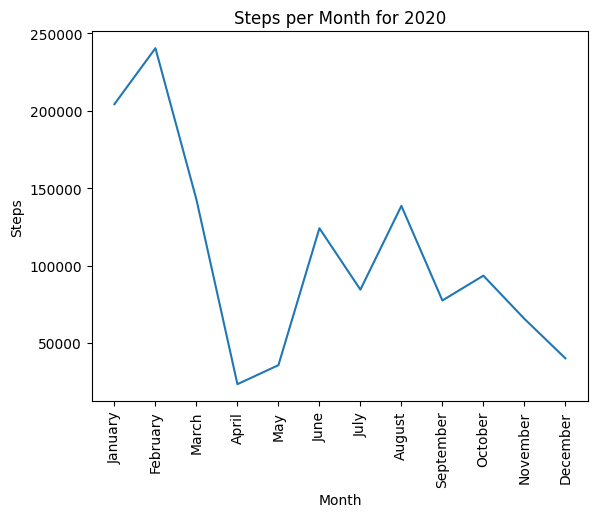 Steps per Month for 2020
250000
200000
150000
100000
50000
Steps
January
February
March
April
May
June
July
August
September
October
November
December
Month